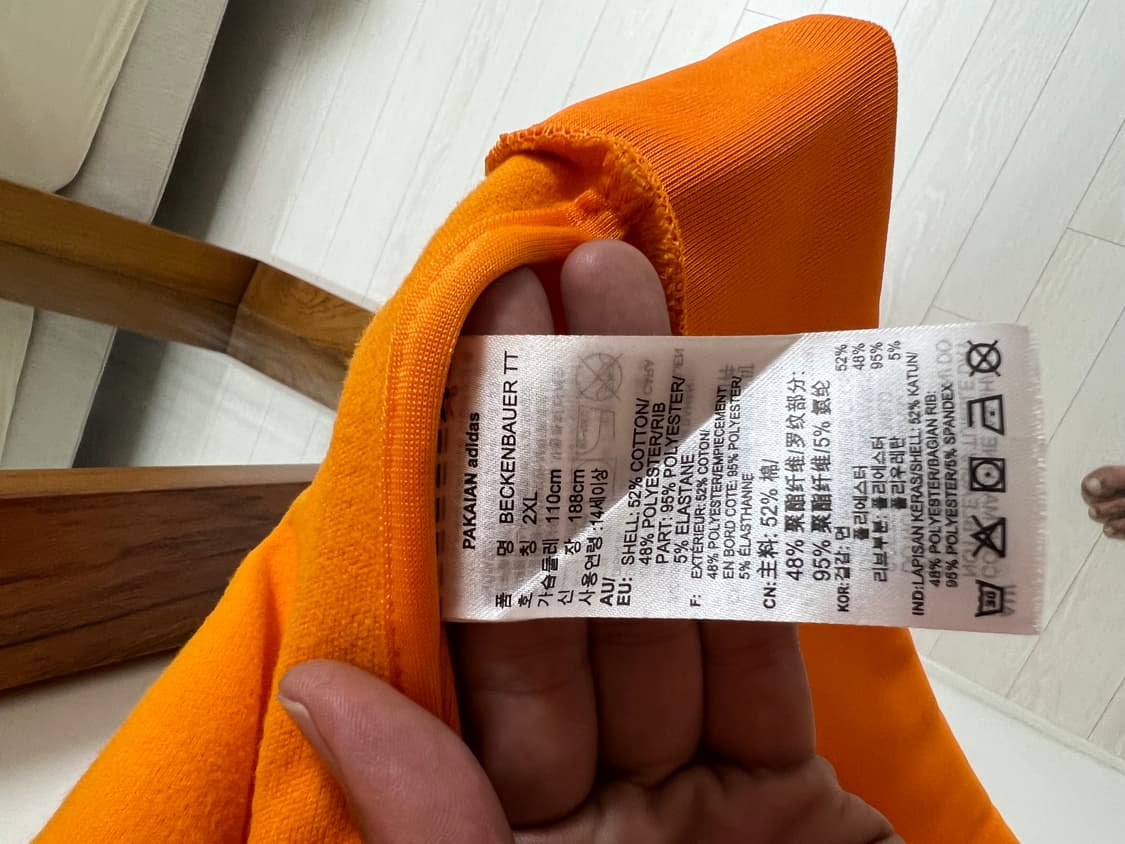 PAKAIAN adidas
품 명 BECKENBAUER TT
호 칭 2XL
가슴둘레 110cm
신 장 188cm
사용연령 :14세이상
AU/
EU: SHELL: 52% COTTON/
48% POLYESTER/RIB
PART: 95% POLYESTER/
5% ELASTANE
F: EXTERIEUR: 52% COTON/
48% POLYESTER/EMPIECEMENT
EN BORD COTE: 95% POLYESTER/
5% ELASTHANNE
CN: 主料: 52% 棉/
48% 聚酯纤维/罗纹部分:
95% 聚酯纤维/5% 氨纶
KOR: 겉감: 면 52%
폴리에스터 48%
리브부분: 폴리에스터 95%
폴리우레탄 5%
IND:LAPISAN KERAS/SHELL: 52% KATUN/
48% POLYESTER/BAGIAN RIB:
95% POLYESTER/5% SPANDEX